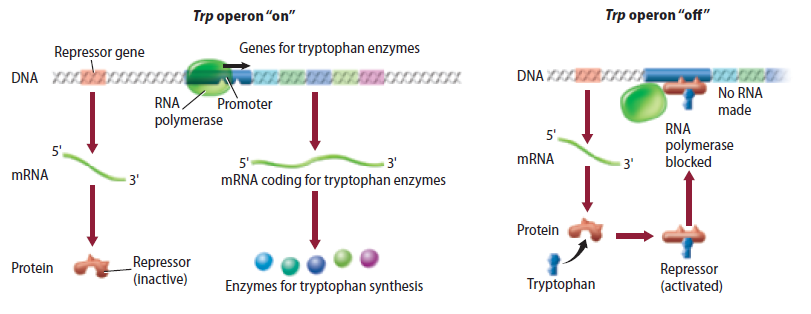 Trp operon “on”
Repressor gene
Genes for tryptophan enzymes
DNA
RNA
polymerase
Promoter
5'
3'
mRNA
5'
3'
mRNA coding for tryptophan enzymes
Protein
Repressor
(inactive)
Enzymes for tryptophan synthesis
Trp operon “off”
DNA
No RNA
made
RNA
polymerase
blocked
5'
mRNA
3'
Protein
Tryptophan
Repressor
(activated)